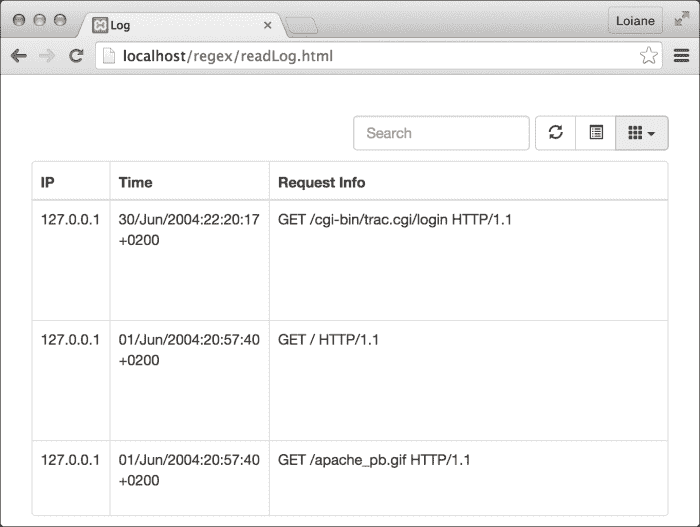 Log
Loiane
localhost/regex/readLog.html
Search
IP Time Request Info
127.0.0.1 30/Jun/2004:22:20:17 GET /cgi-bin/trac.cgi/login HTTP/1.1
+0200
127.0.0.1 01/Jun/2004:20:57:40 GET / HTTP/1.1
+0200
127.0.0.1 01/Jun/2004:20:57:40 GET /apache_pb.gif HTTP/1.1
+0200